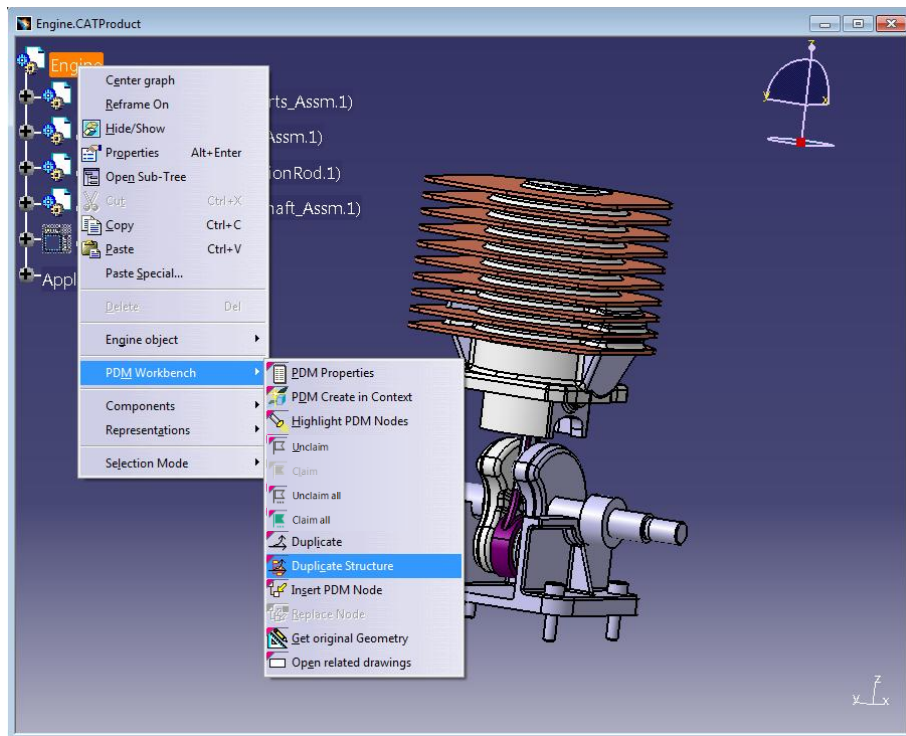 Engine.CATProduct
Engine
Center graph
Reframe On
rts_Assm.1)
Hide/Show
Assm.1)
Properties Alt+Enter
Open Sub-Tree
ionRod.1)
Cut Ctrl+X
haft_Assm.1)
Copy Ctrl+C
Paste Ctrl+V
Paste Special...
Appl
Delete Del
Engine object
PDM Workbench
Components
Representations
Selection Mode
PDM Properties
PDM Create in Context
Highlight PDM Nodes
Unclaim
Claim
Unclaim all
Claim all
Duplicate
Duplicate Structure
Insert PDM Node
Replace Node
Get original Geometry
Open related drawings
z
y
x
z
y
x